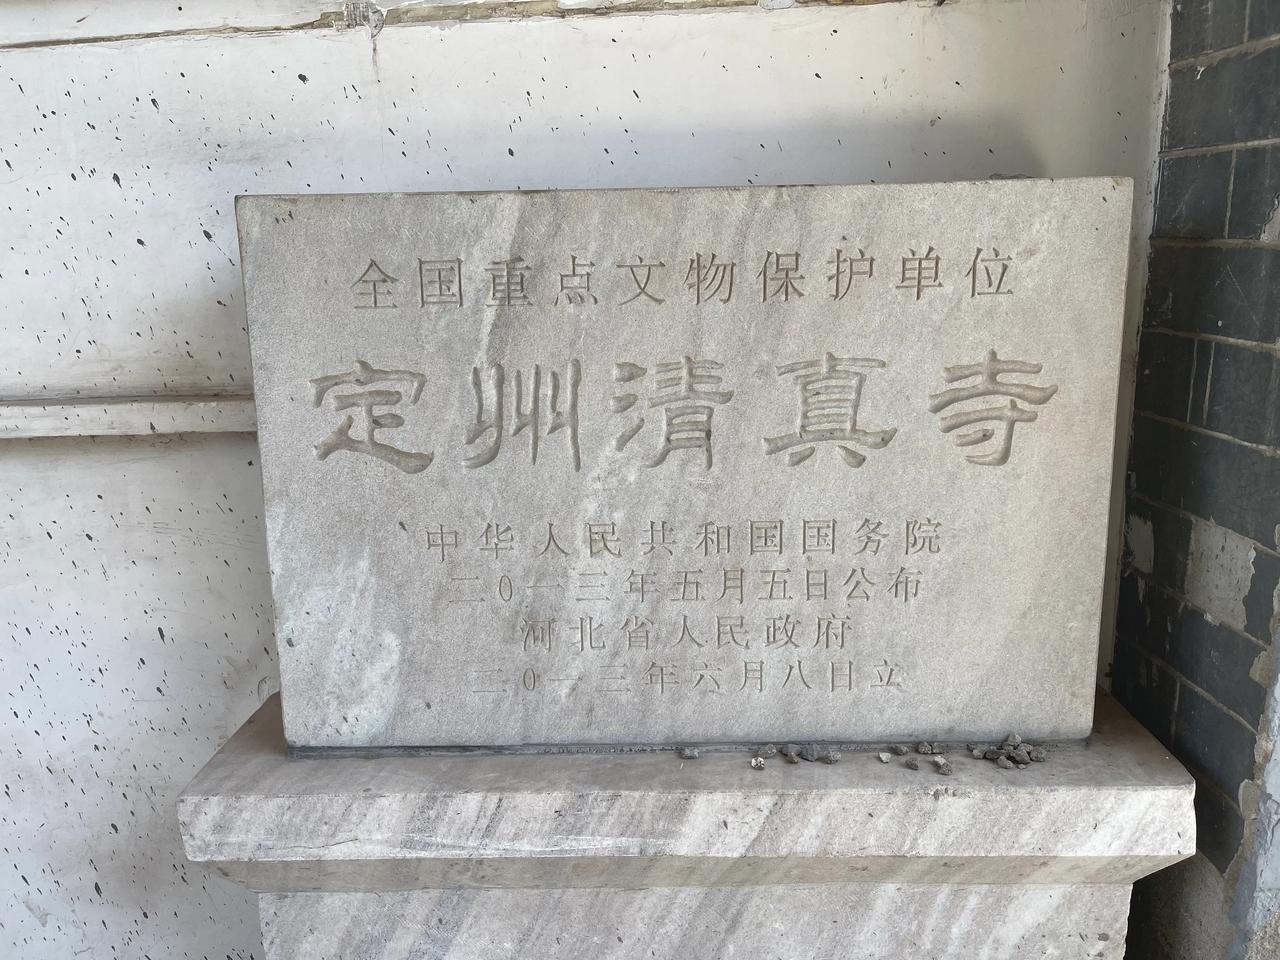 全国重点文物保护单位
定州清真寺
中华人民共和国国务院
二〇一三年五月五日公布
河北省人民政府
二〇一三年六月八日立